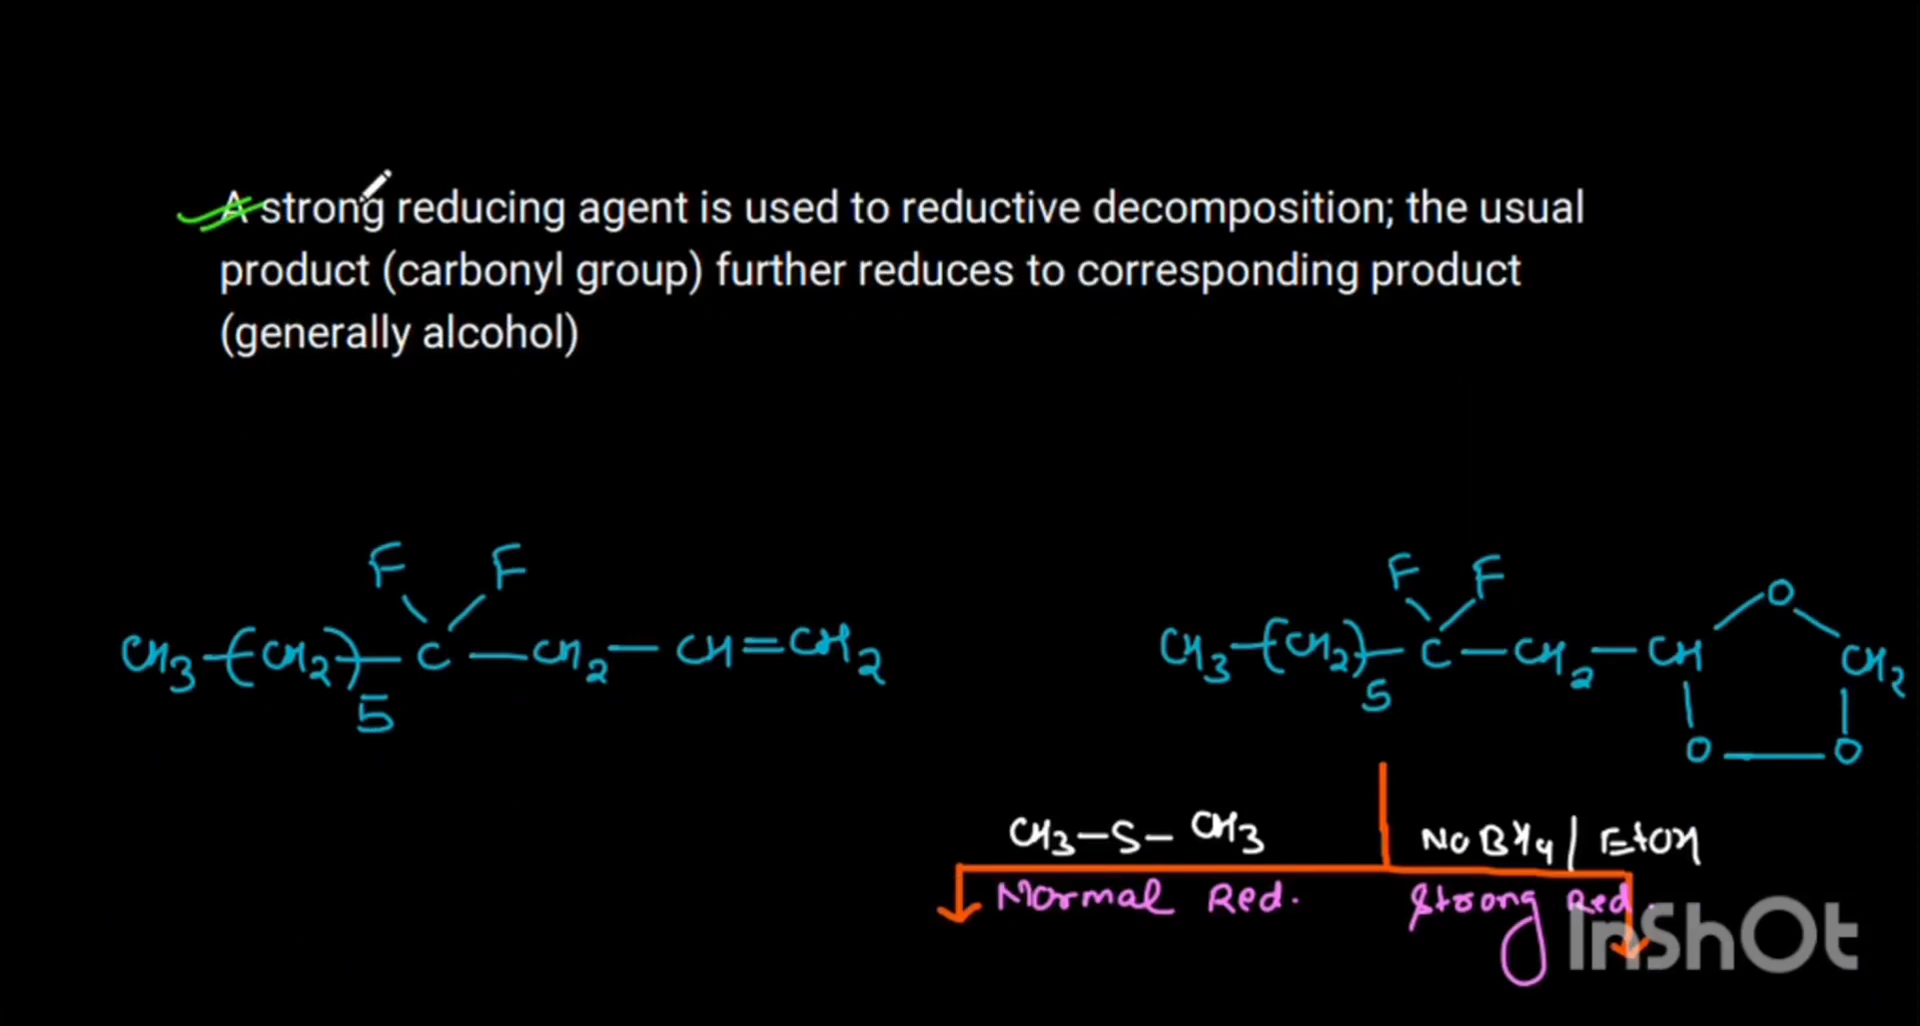 A strong reducing agent is used to reductive decomposition; the usual
product (carbonyl group) further reduces to corresponding product
(generally alcohol)
F F
CH3-(CH2)5-C-CH2-CH=CH2
F F O
CH3-(CH2)5-C-CH2-CH CH2
O-O
CH3-S-CH3 NaBH4/EtOH
Normal Red. Strong Red.
InShOt